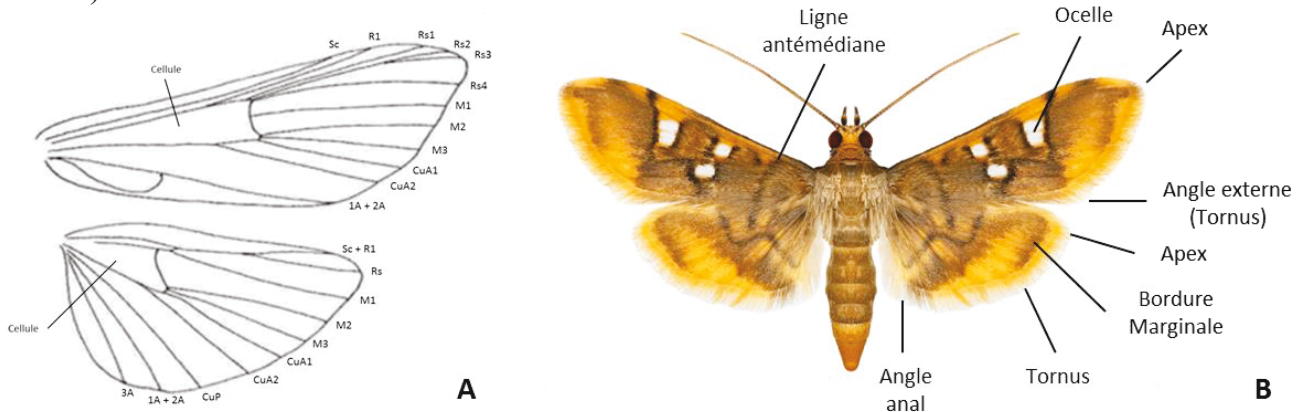 Sc
R1
Rs1
Rs2
Rs3
Rs4
Cellule
M1
M2
M3
CuA1
CuA2
1A + 2A
Sc + R1
Rs
M1
M2
M3
CuA1
CuA2
CuP
1A + 2A
3A
Cellule
A
Ligne
antémédiane
Ocelle
Apex
Angle externe
(Tornus)
Apex
Bordure
Marginale
Tornus
Angle
anal
B